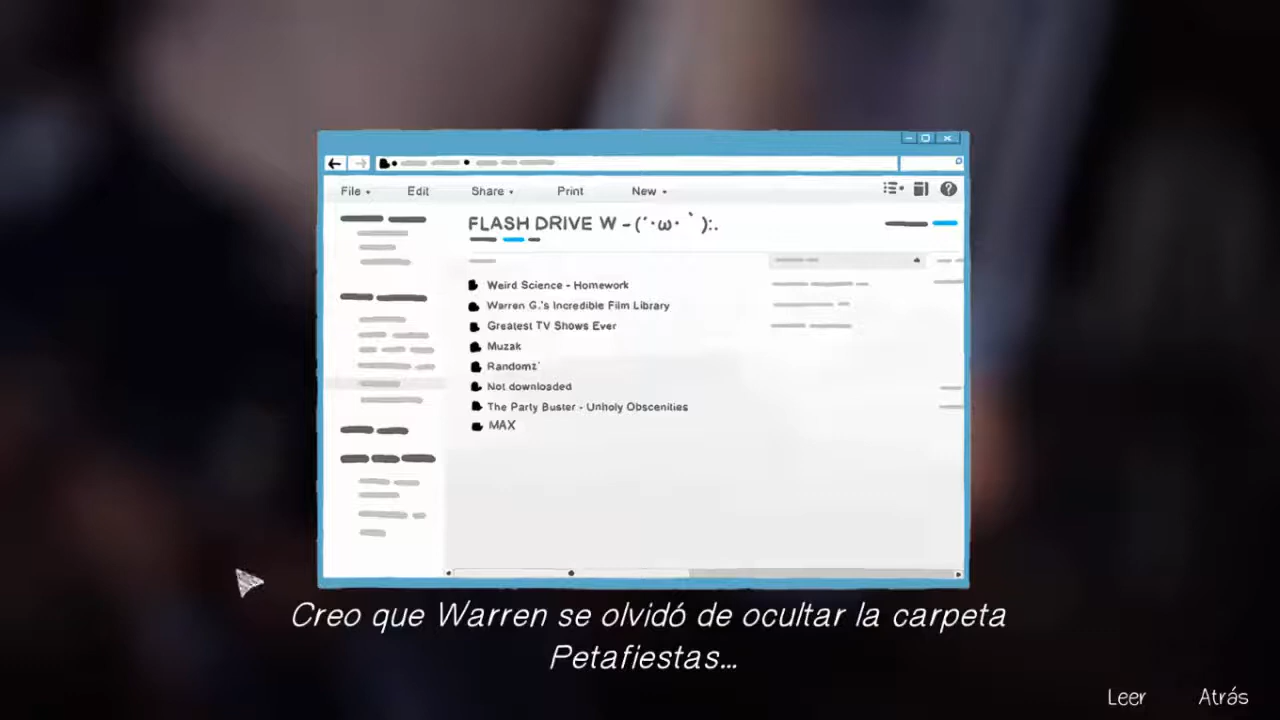 File Edit Share Print New
FLASH DRIVE W -(´·ω·`):.
Weird Science - Homework
Warren G.'s Incredible Film Library
Greatest TV Shows Ever
Muzak
Randomz'
Not downloaded
The Party Buster - Unholy Obscenities
MAX
Creo que Warren se olvidó de ocultar la carpeta
Petafiestas...
Leer Atrás